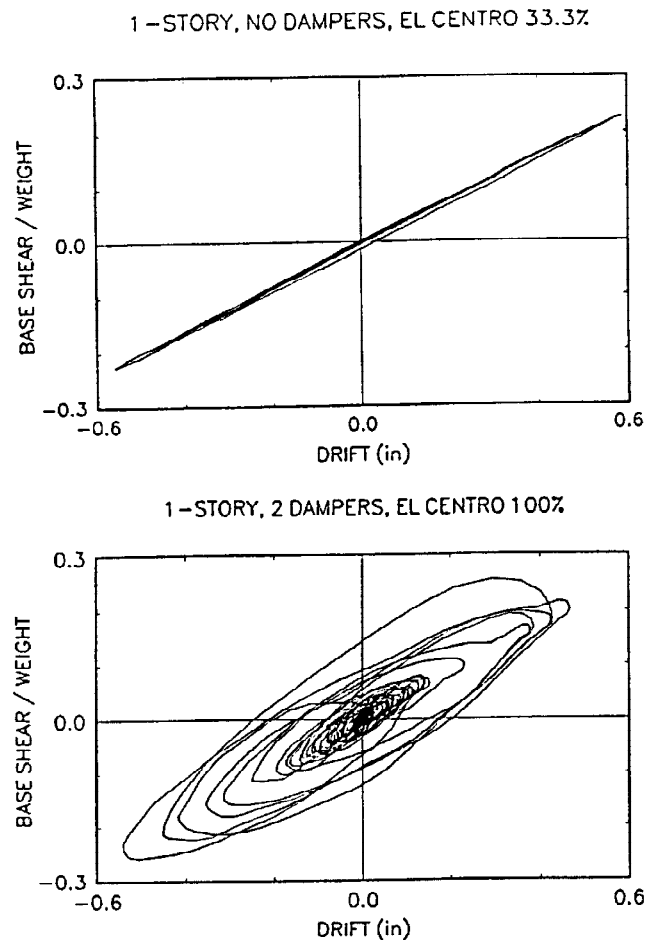 1-STORY, NO DAMPERS, EL CENTRO 33.3%
0.3
BASE SHEAR / WEIGHT
0.0
-0.3
-0.6
0.0
0.6
DRIFT (in)
1-STORY, 2 DAMPERS, EL CENTRO 100%
0.3
BASE SHEAR / WEIGHT
0.0
-0.3
-0.6
0.0
0.6
DRIFT (in)